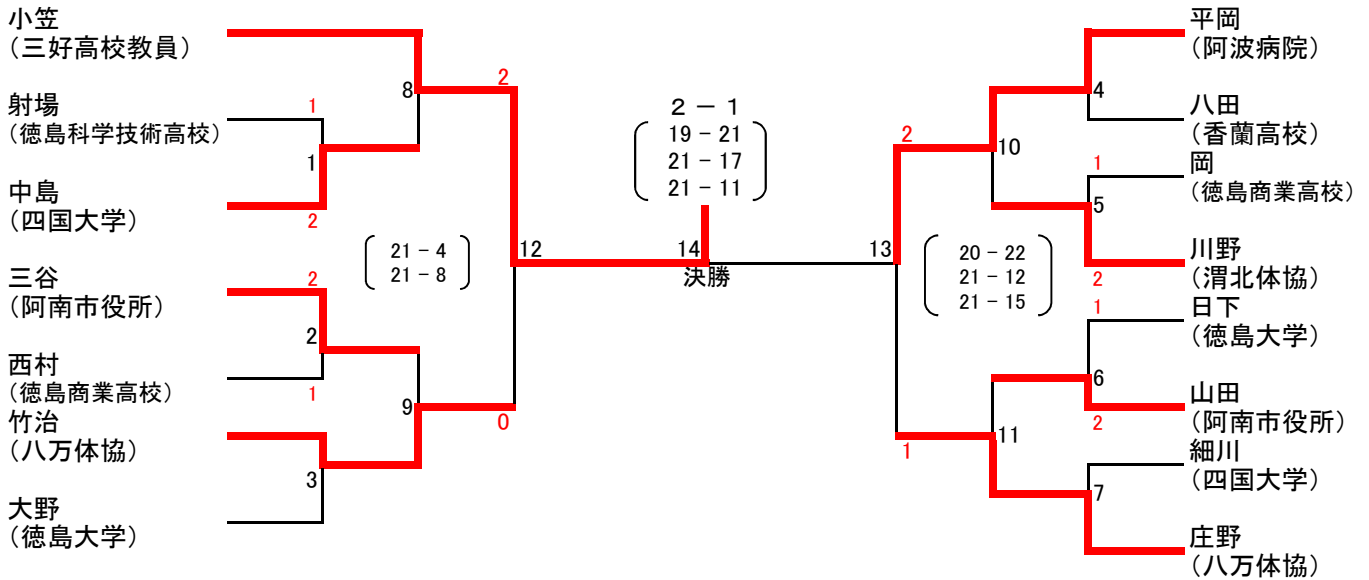 小笠
（三好高校教員）
射場
（徳島科学技術高校）
中島
（四国大学）
三谷
（阿南市役所）
西村
（徳島商業高校）
竹治
（八万体協）
大野
（徳島大学）
1
2
2
1
1
2
3
8
9
2
0
21 - 4
21 - 8
12
2 － 1
19 - 21
21 - 17
21 - 11
14
決勝
13
20 - 22
21 - 12
21 - 15
2
1
10
11
4
5
6
7
1
2
1
2
平岡
（阿波病院）
八田
（香蘭高校）
岡
（徳島商業高校）
川野
（渭北体協）
日下
（徳島大学）
山田
（阿南市役所）
細川
（四国大学）
庄野
（八万体協）